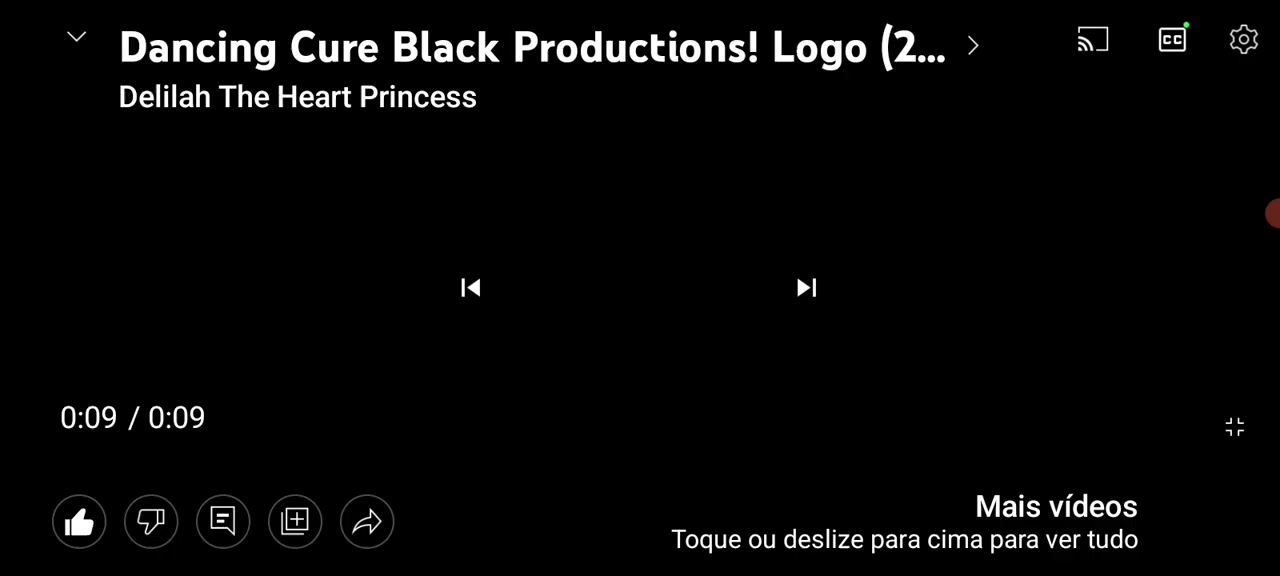 Dancing Cure Black Productions! Logo (2...
Delilah The Heart Princess
CC
0:09 / 0:09
Mais vídeos
Toque ou deslize para cima para ver tudo